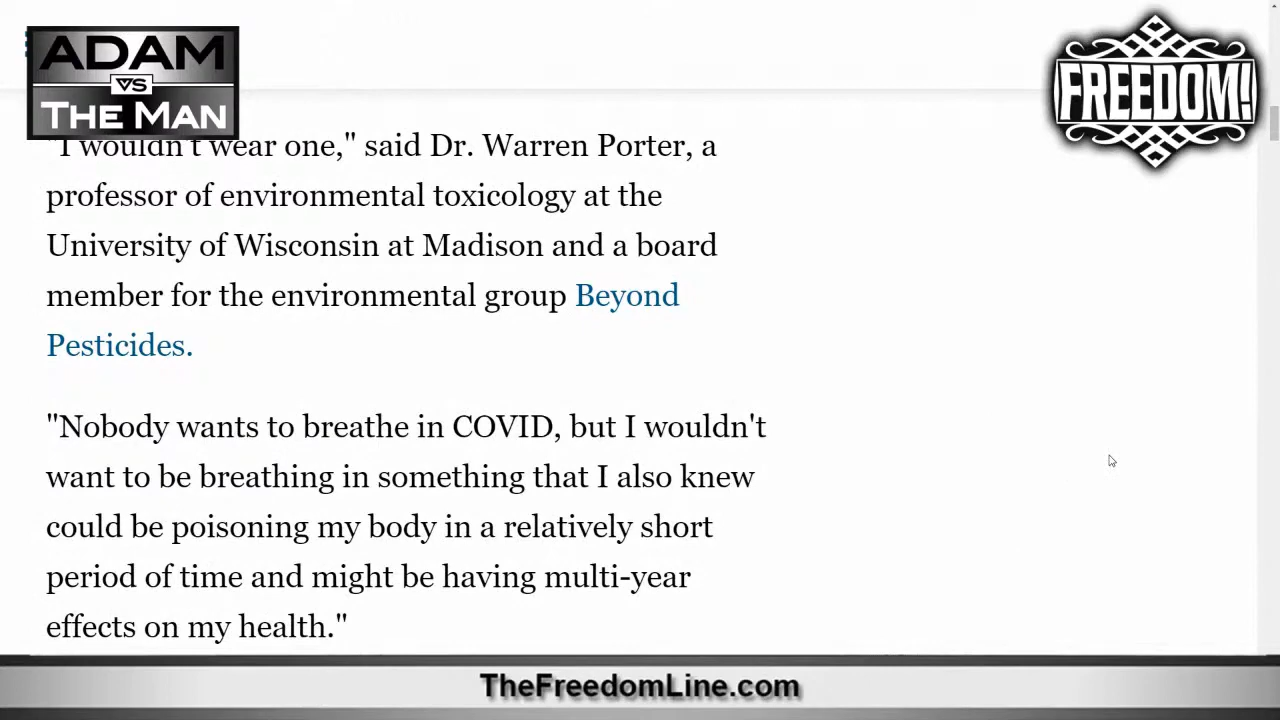 ADAM
VS
THE MAN
FREEDOM!
"I wouldn't wear one," said Dr. Warren Porter, a
professor of environmental toxicology at the
University of Wisconsin at Madison and a board
member for the environmental group Beyond
Pesticides.
"Nobody wants to breathe in COVID, but I wouldn't
want to be breathing in something that I also knew
could be poisoning my body in a relatively short
period of time and might be having multi-year
effects on my health."
TheFreedomLine.com